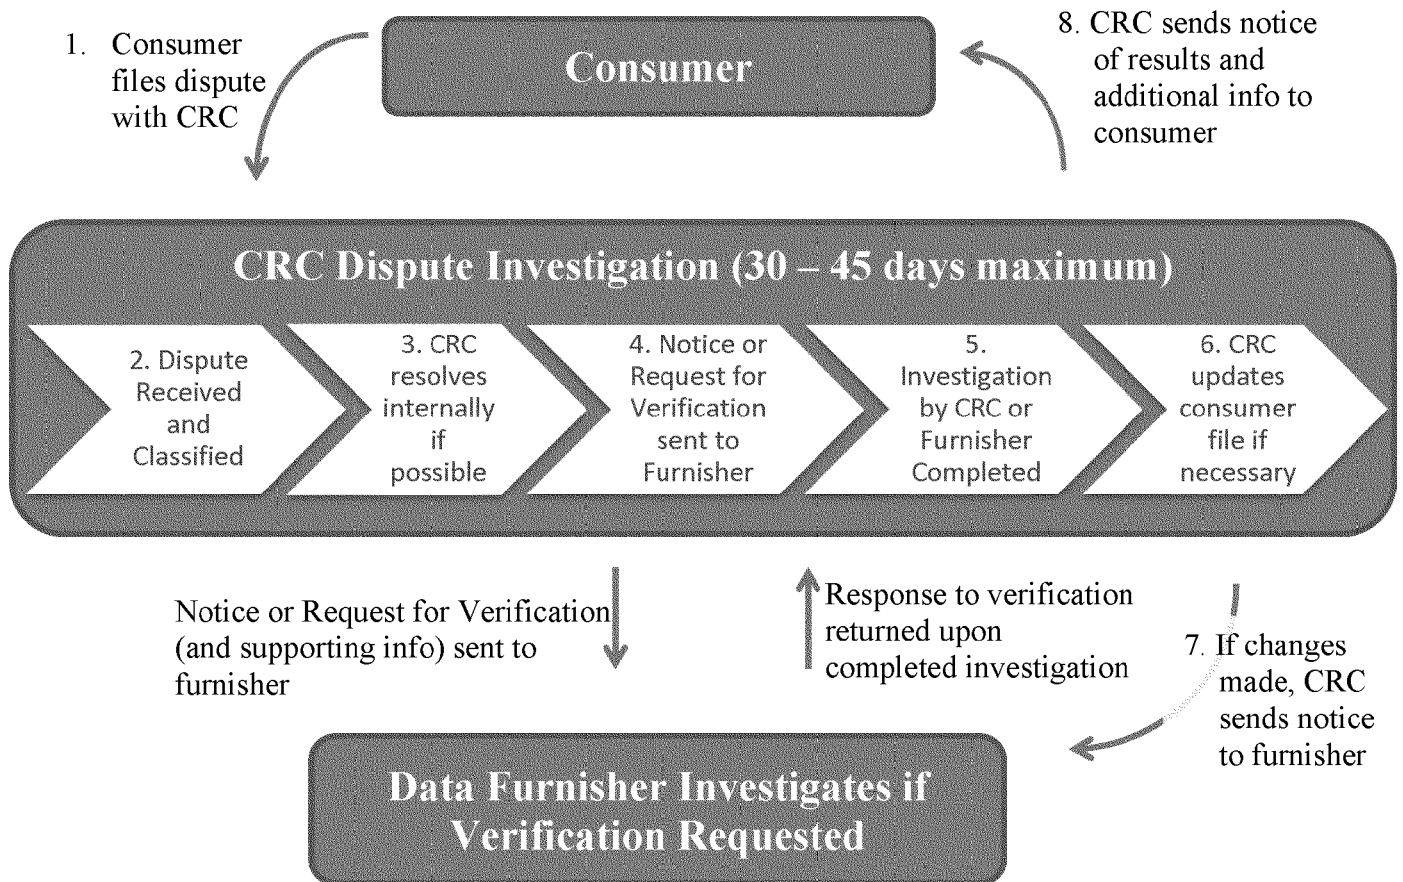 1. Consumer
files dispute
with CRC
Consumer
8. CRC sends notice
of results and
additional info to
consumer
CRC Dispute Investigation (30 – 45 days maximum)
2. Dispute
Received
and
Classified
3. CRC
resolves
internally
if
possible
4. Notice or
Request for
Verification
sent to
Furnisher
5.
Investigation
by CRC or
Furnisher
Completed
6. CRC
updates
consumer
file if
necessary
Notice or Request for Verification
(and supporting info) sent to
furnisher
Response to verification
returned upon
completed investigation
7. If changes
made, CRC
sends notice
to furnisher
Data Furnisher Investigates if
Verification Requested